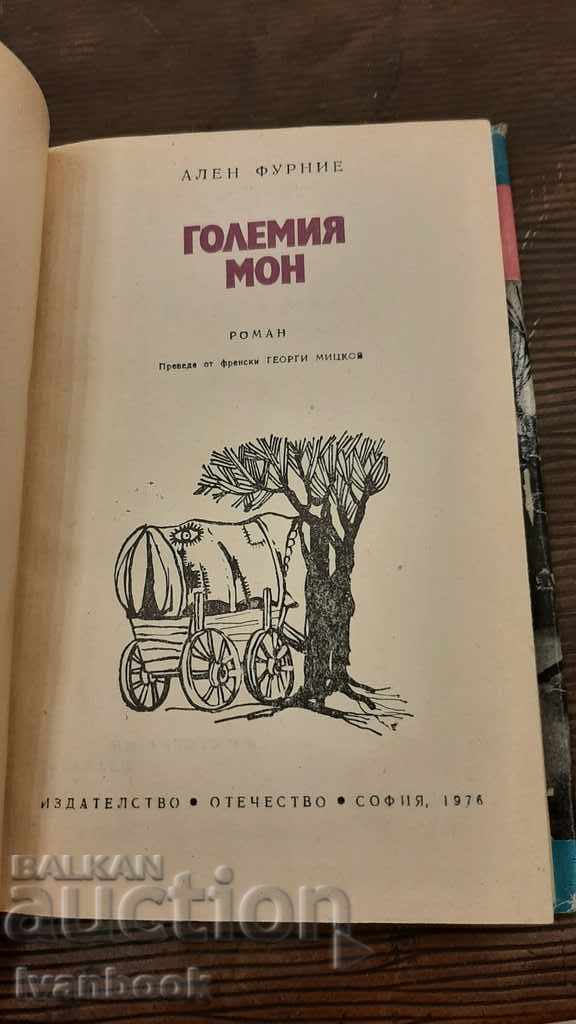 АЛЕН ФУРНИЕ
ГОЛЕМИЯ
МОН
РОМАН
Преведе от френски ГЕОРГИ МИЦКОВ
ИЗДАТЕЛСТВО • ОТЕЧЕСТВО • СОФИЯ, 1976
BALKAN
auction
Ivanbook